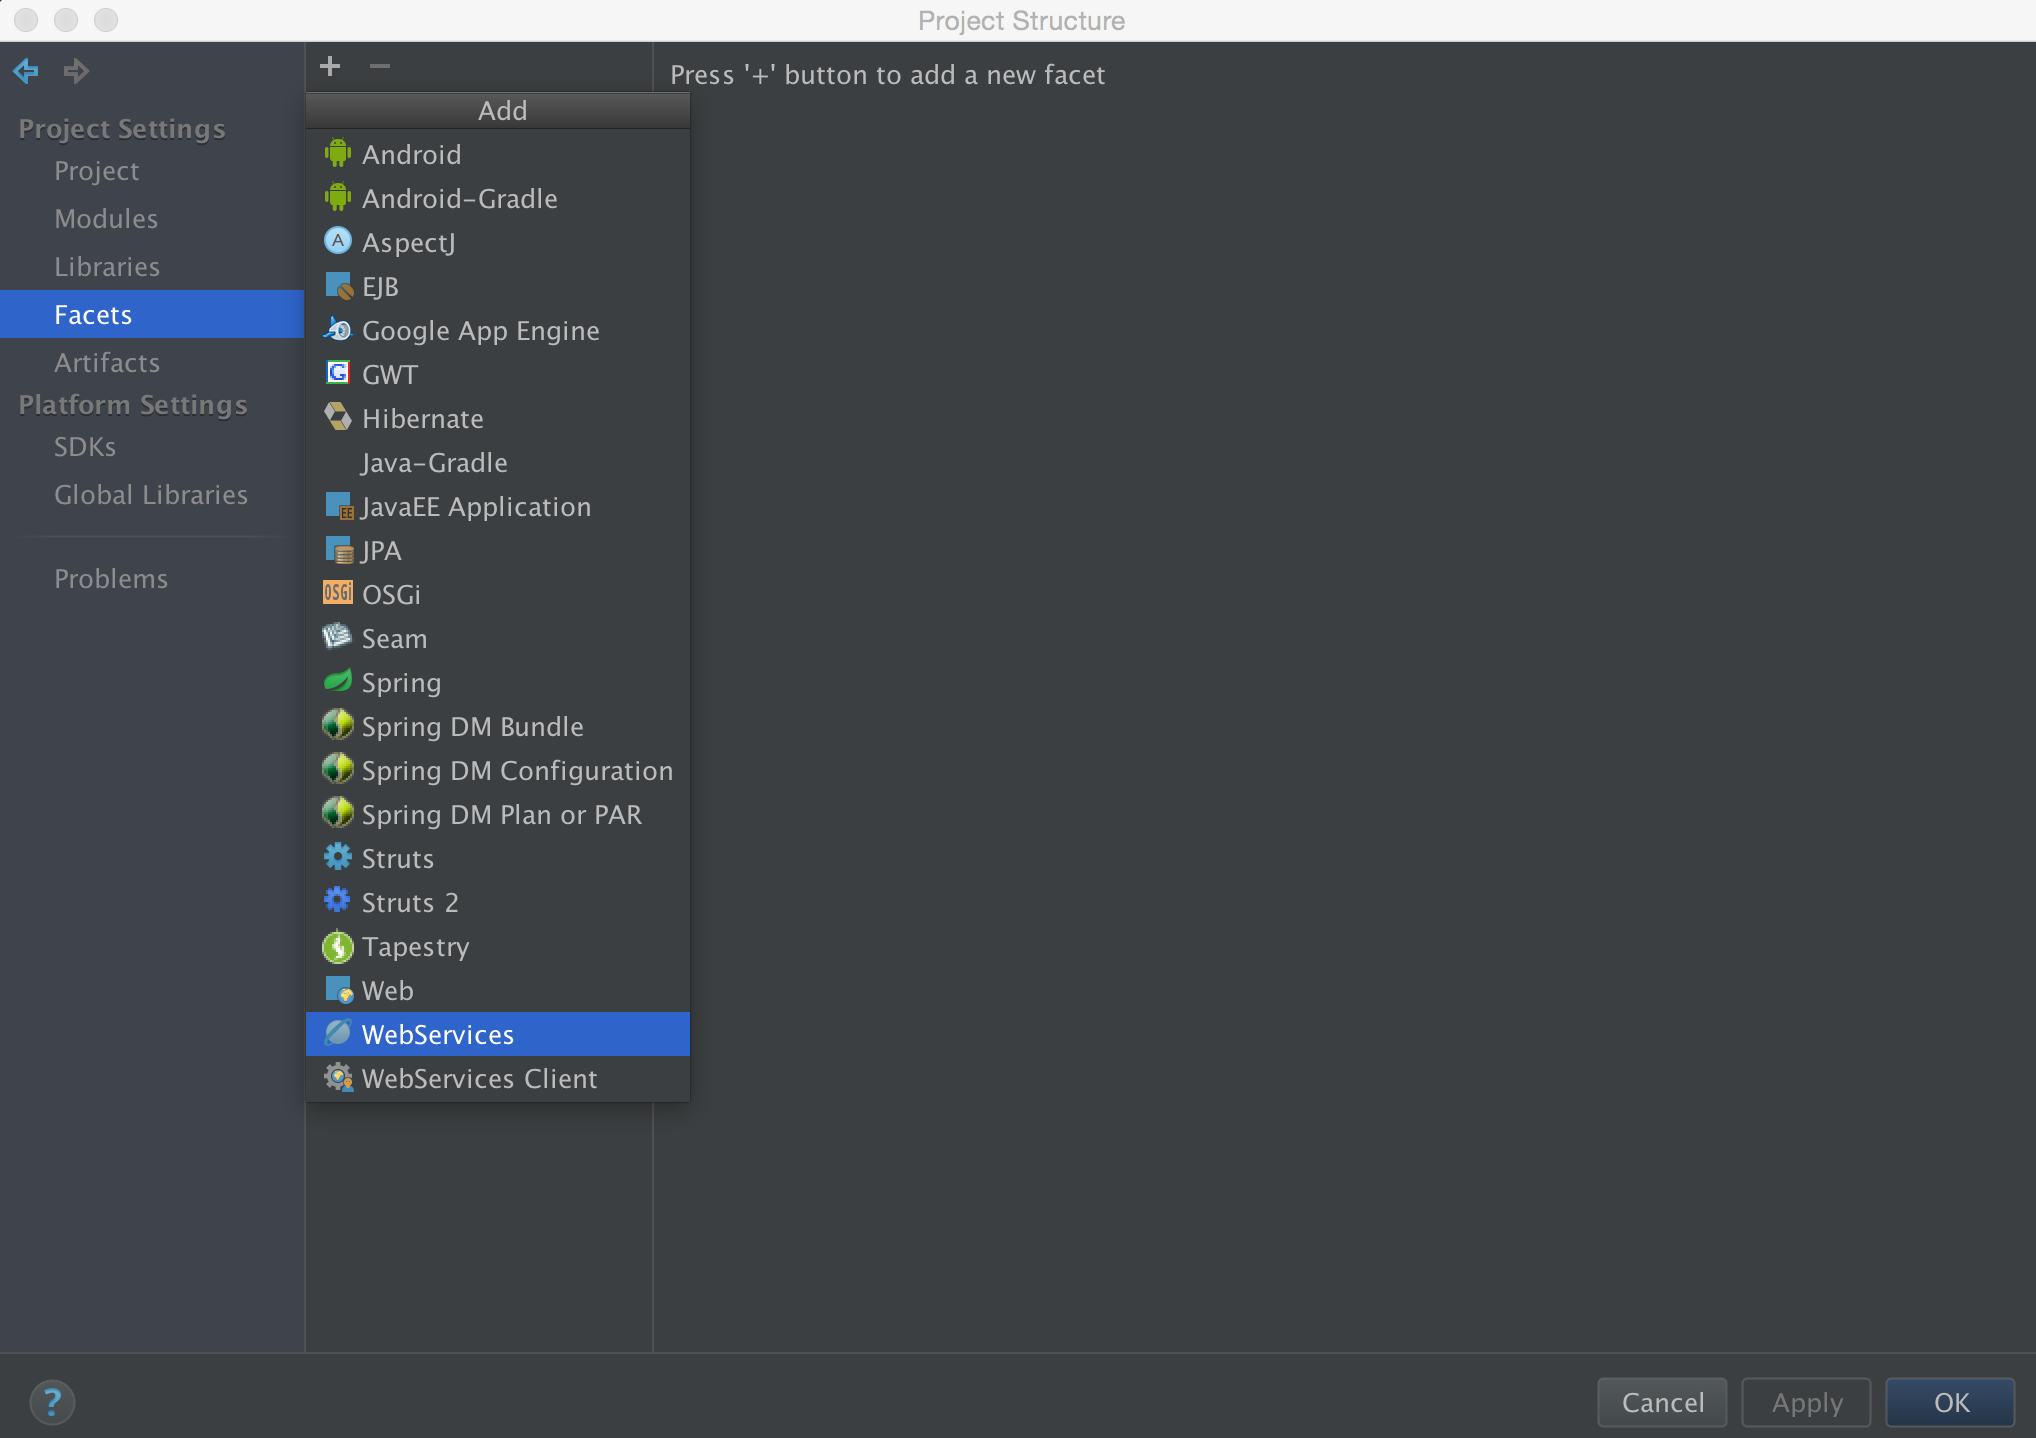 Project Structure
Press '+' button to add a new facet
Project Settings
Project
Modules
Libraries
Facets
Artifacts
Platform Settings
SDKs
Global Libraries
Problems
Add
Android
Android-Gradle
A AspectJ
EJB
Google App Engine
G GWT
Hibernate
Java-Gradle
EE JavaEE Application
JPA
OSGi OSGi
Seam
Spring
Spring DM Bundle
Spring DM Configuration
Spring DM Plan or PAR
Struts
Struts 2
Tapestry
Web
WebServices
WebServices Client
?
Cancel
Apply
OK